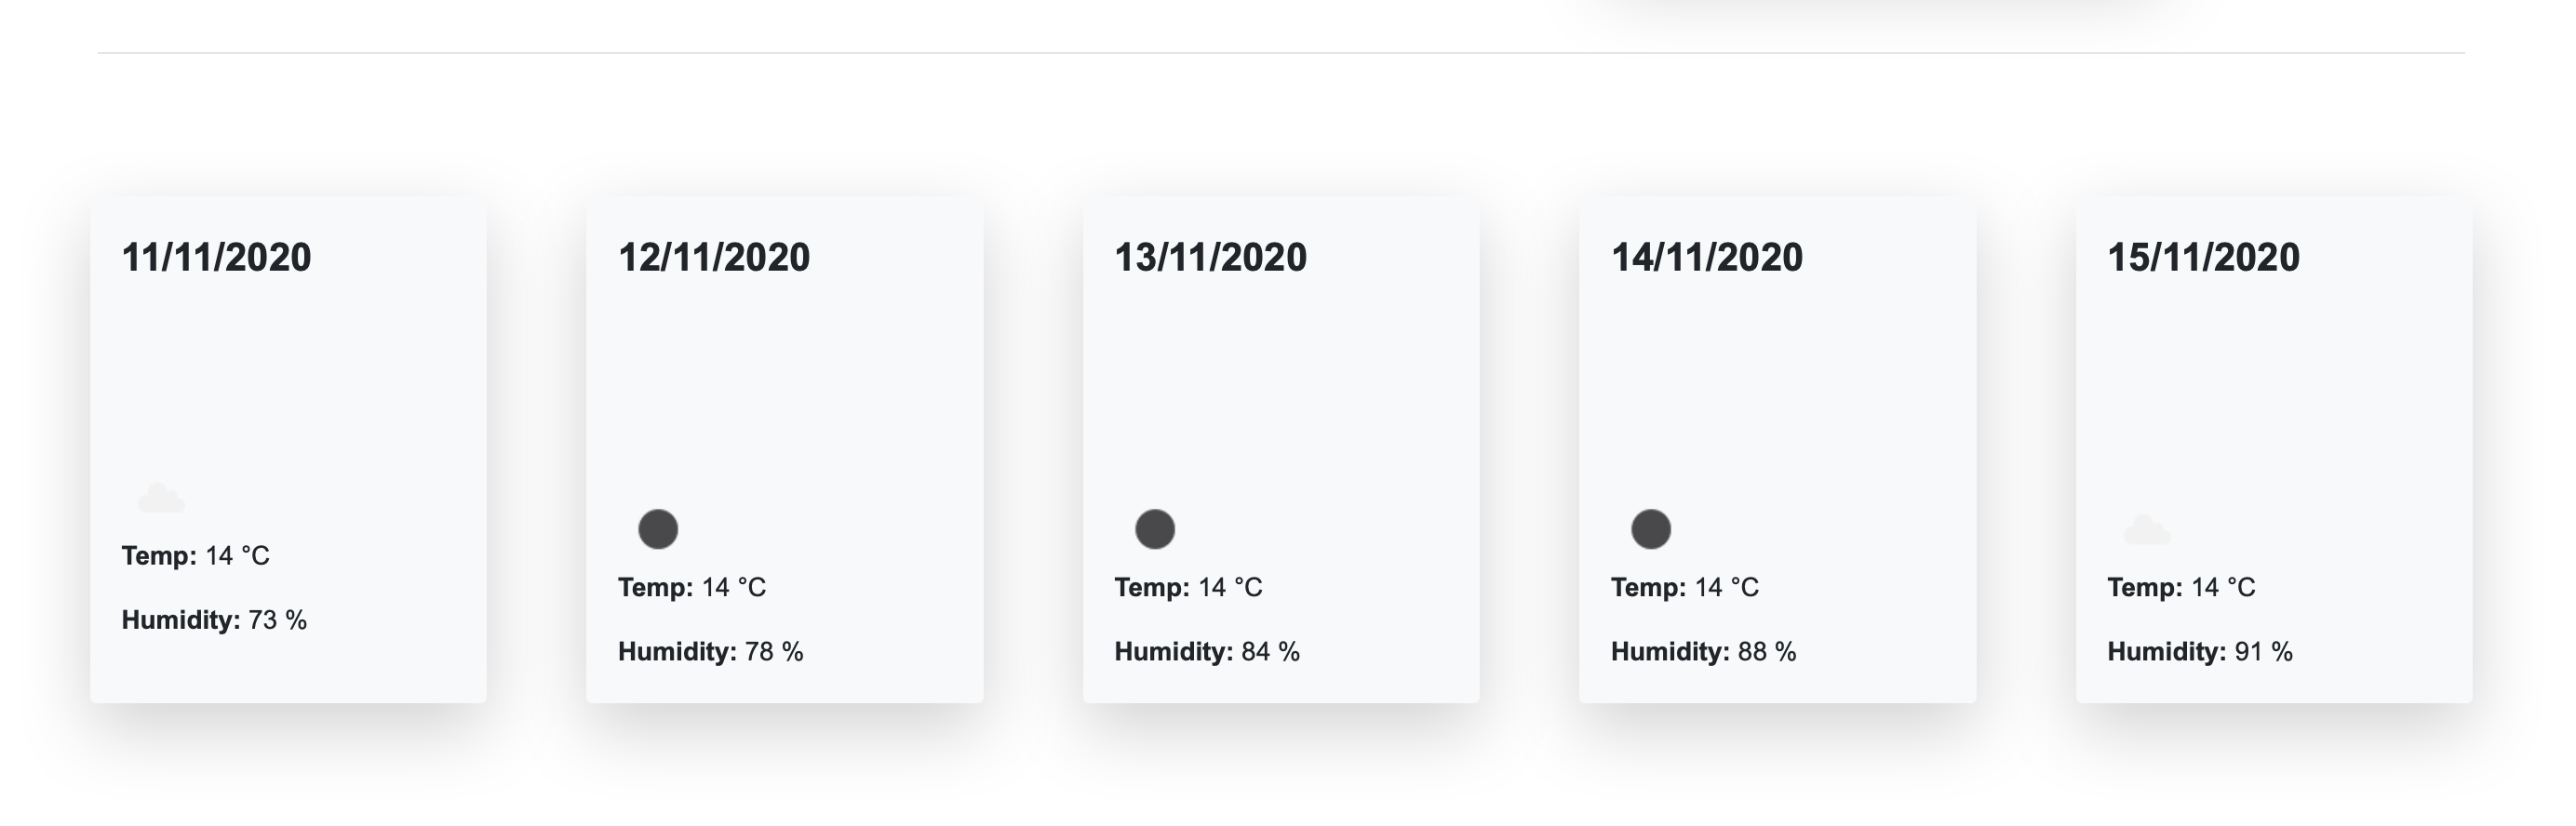 11/11/2020
Temp: 14 °C
Humidity: 73 %
12/11/2020
Temp: 14 °C
Humidity: 78 %
13/11/2020
Temp: 14 °C
Humidity: 84 %
14/11/2020
Temp: 14 °C
Humidity: 88 %
15/11/2020
Temp: 14 °C
Humidity: 91 %